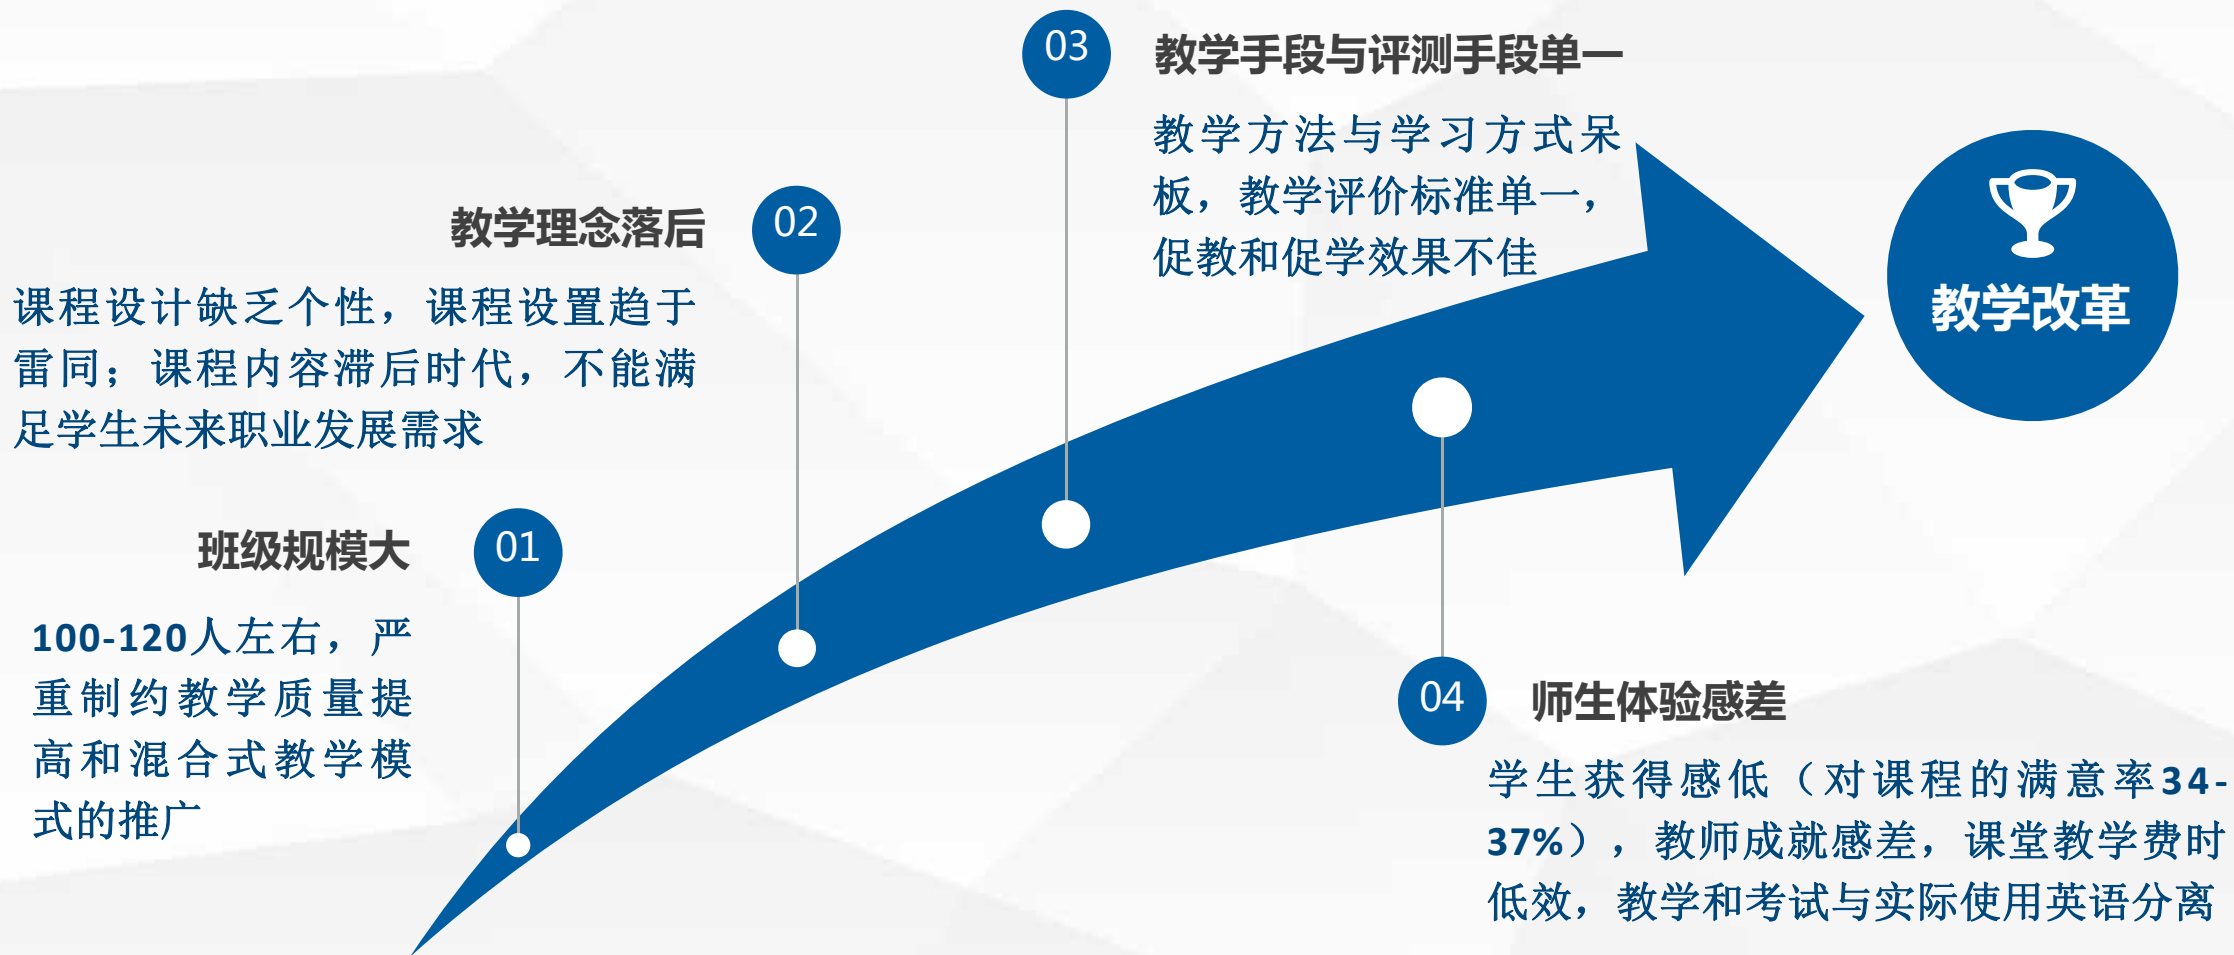 01
班级规模大
100-120人左右，严
重制约教学质量提
高和混合式教学模
式的推广
02
教学理念落后
课程设计缺乏个性，课程设置趋于
雷同；课程内容滞后时代，不能满
足学生未来职业发展需求
03
教学手段与评测手段单一
教学方法与学习方式呆
板，教学评价标准单一，
促教和促学效果不佳
04
师生体验感差
学生获得感低（对课程的满意率34-
37%），教师成就感差，课堂教学费时
低效，教学和考试与实际使用英语分离
教学改革